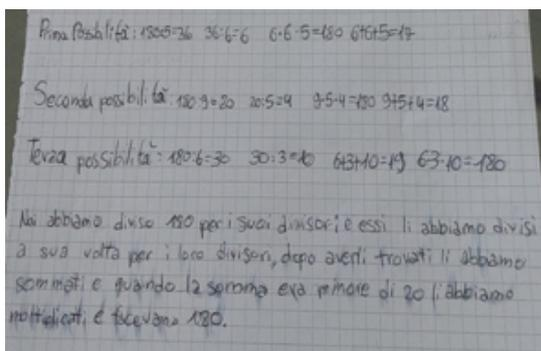 Prima Possibilità: 180:5=36 36:6=6 6·6·5=180 6+6+5=17
Seconda possibilità: 180:9=20 20:5=4 9·5·4=180 9+5+4=18
Terza possibilità: 180:6=30 30:3=10 6+3+10=19 6·3·10=180
Noi abbiamo diviso 180 per i suoi divisori e essi li abbiamo divisi
a sua volta per i loro divisori, dopo averli trovati li abbiamo
sommati e quando la somma era minore di 20 li abbiamo
moltiplicati e facevano 180.